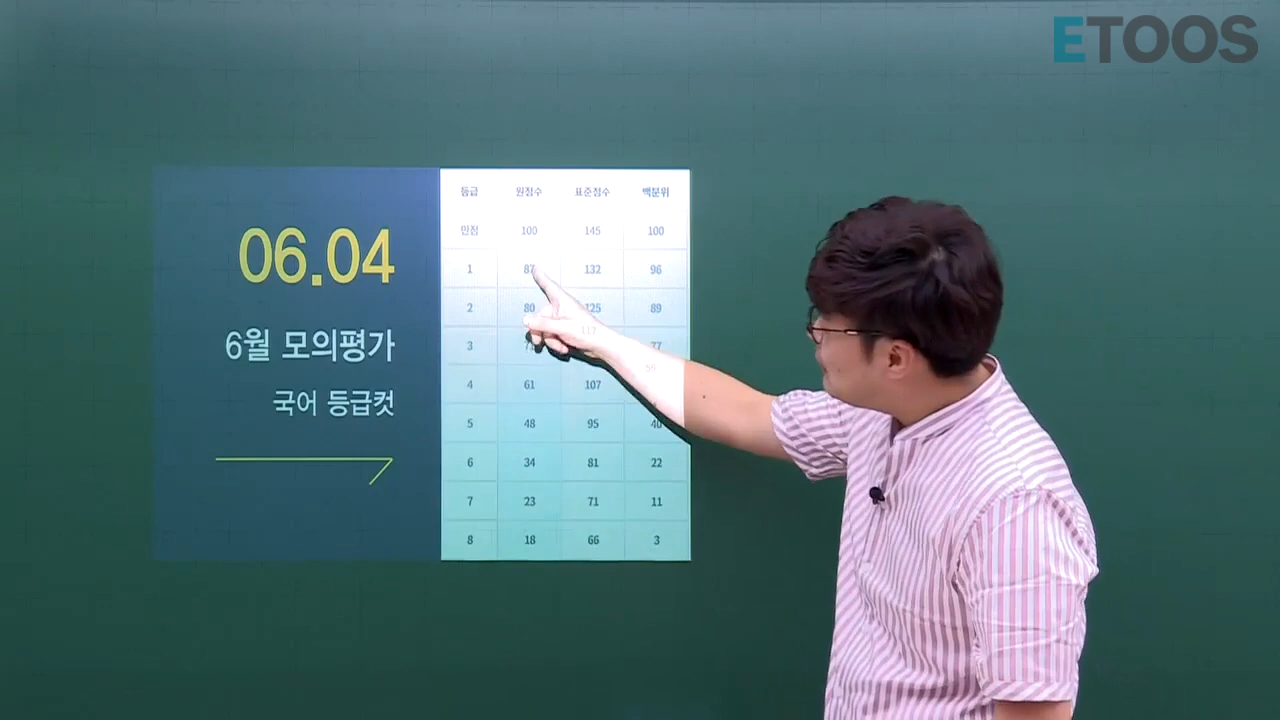 ETOOS
06.04
6월 모의평가
국어 등급컷
등급 원점수 표준점수 백분위
만점 100 145 100
1 87 132 96
2 80 125 89
3 117 77
59
4 61 107
5 48 95 40
6 34 81 22
7 23 71 11
8 18 66 3